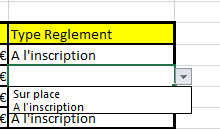 Type Reglement
€ A l'inscription
€
€ Sur place
A l'inscription
€ A l'inscription